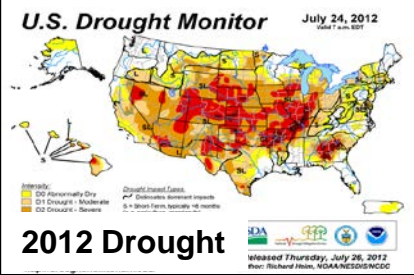 U.S. Drought Monitor
July 24, 2012
Valid 7 a.m. EDT
Intensity:
D0 Abnormally Dry
D1 Drought - Moderate
D2 Drought - Severe
Drought Impact Types:
Delineates dominant impacts
S = Short-Term, typically <6 months
2012 Drought
Released Thursday, July 26, 2012
Author: Richard Heim, NOAA/NESDIS/NCDC